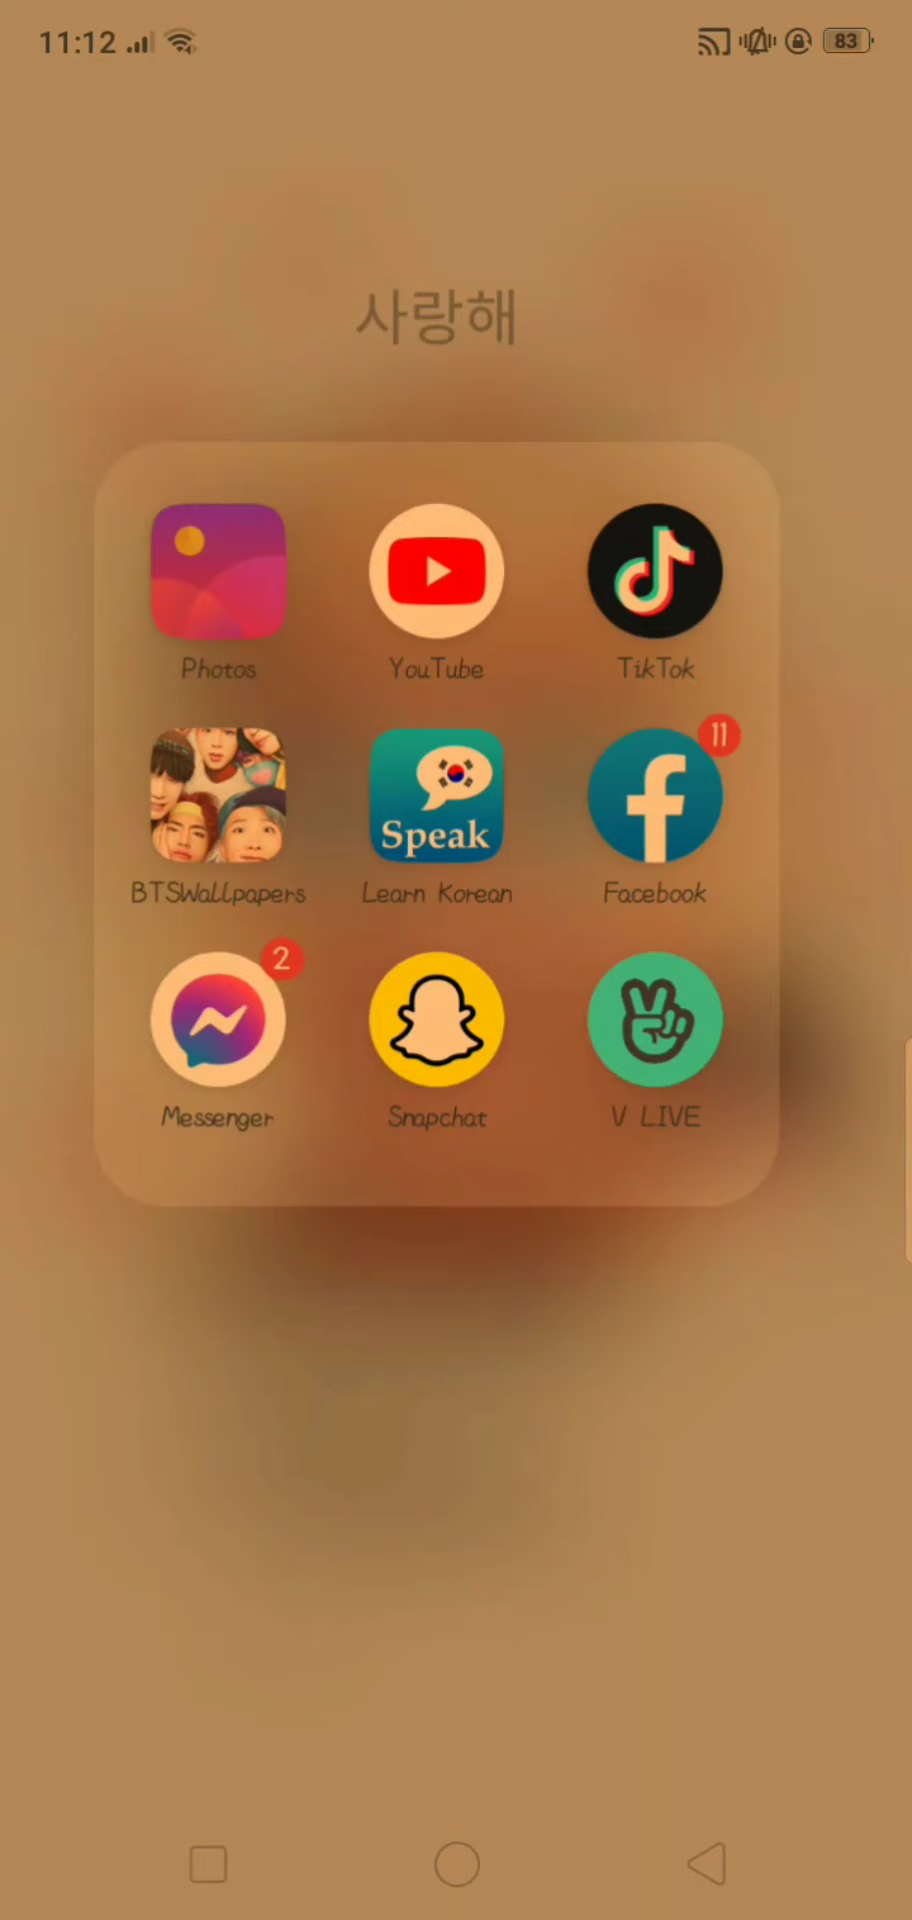 11:12 83
사랑해
Photos YouTube TikTok
11
Speak
BTSWallpapers Learn Korean Facebook
2
Messenger Snapchat V LIVE